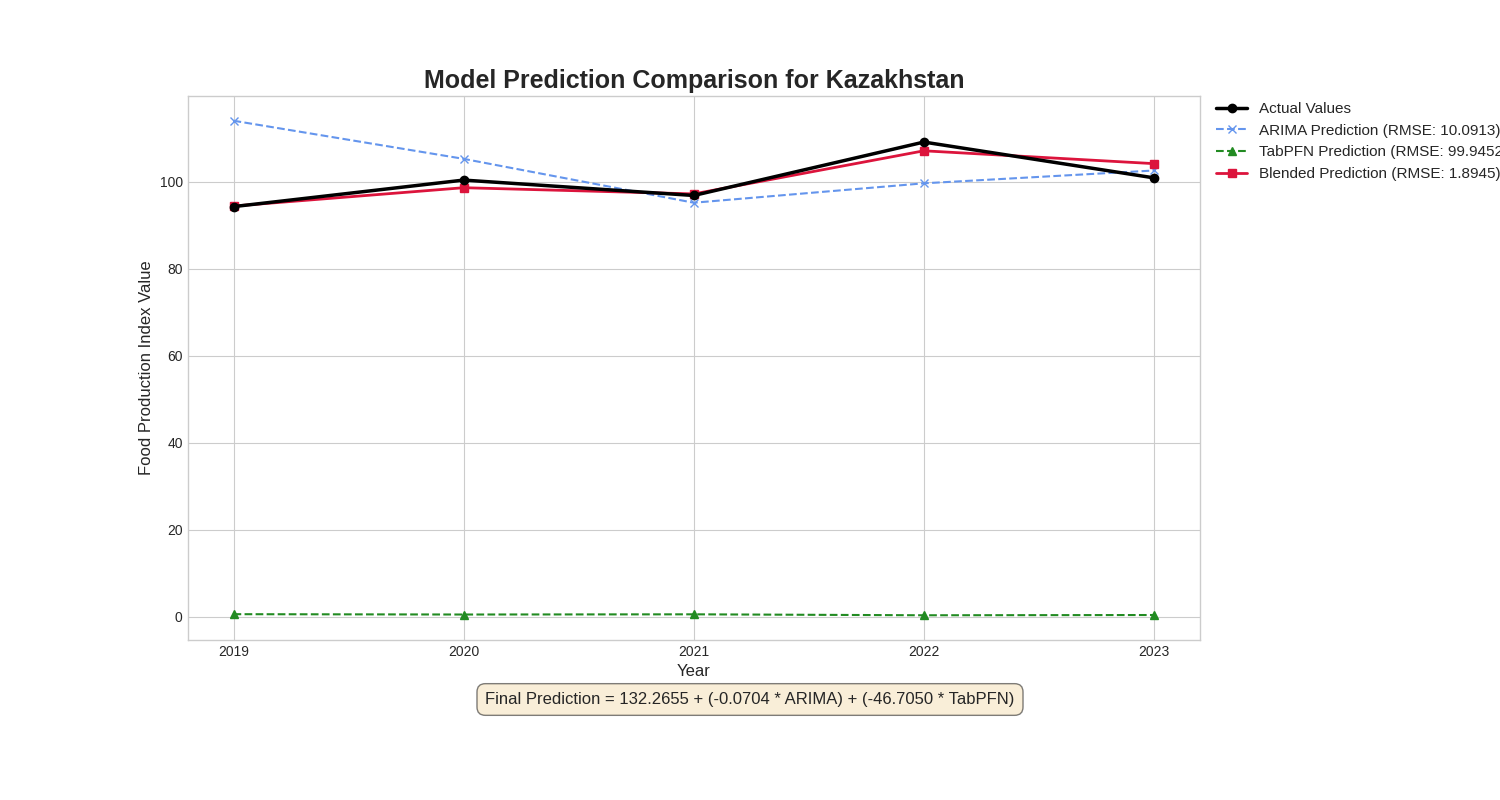 Model Prediction Comparison for Kazakhstan
Actual Values
ARIMA Prediction (RMSE: 10.0913)
TabPFN Prediction (RMSE: 99.9452
Blended Prediction (RMSE: 1.8945)
Food Production Index Value
100
80
60
40
20
0
2019 2020 2021 2022 2023
Year
Final Prediction = 132.2655 + (-0.0704 * ARIMA) + (-46.7050 * TabPFN)